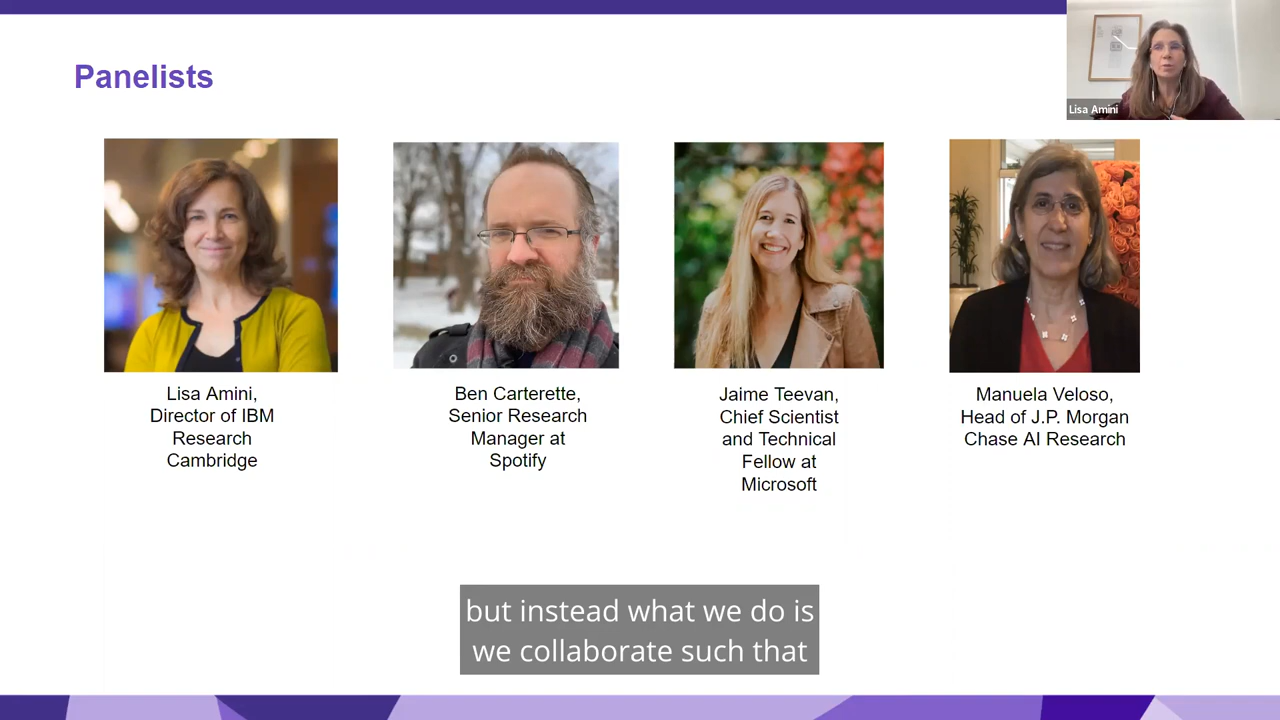 Panelists
Lisa Amini
Lisa Amini,
Director of IBM
Research
Cambridge
Ben Carterette,
Senior Research
Manager at
Spotify
Jaime Teevan,
Chief Scientist
and Technical
Fellow at
Microsoft
Manuela Veloso,
Head of J.P. Morgan
Chase AI Research
but instead what we do is
we collaborate such that